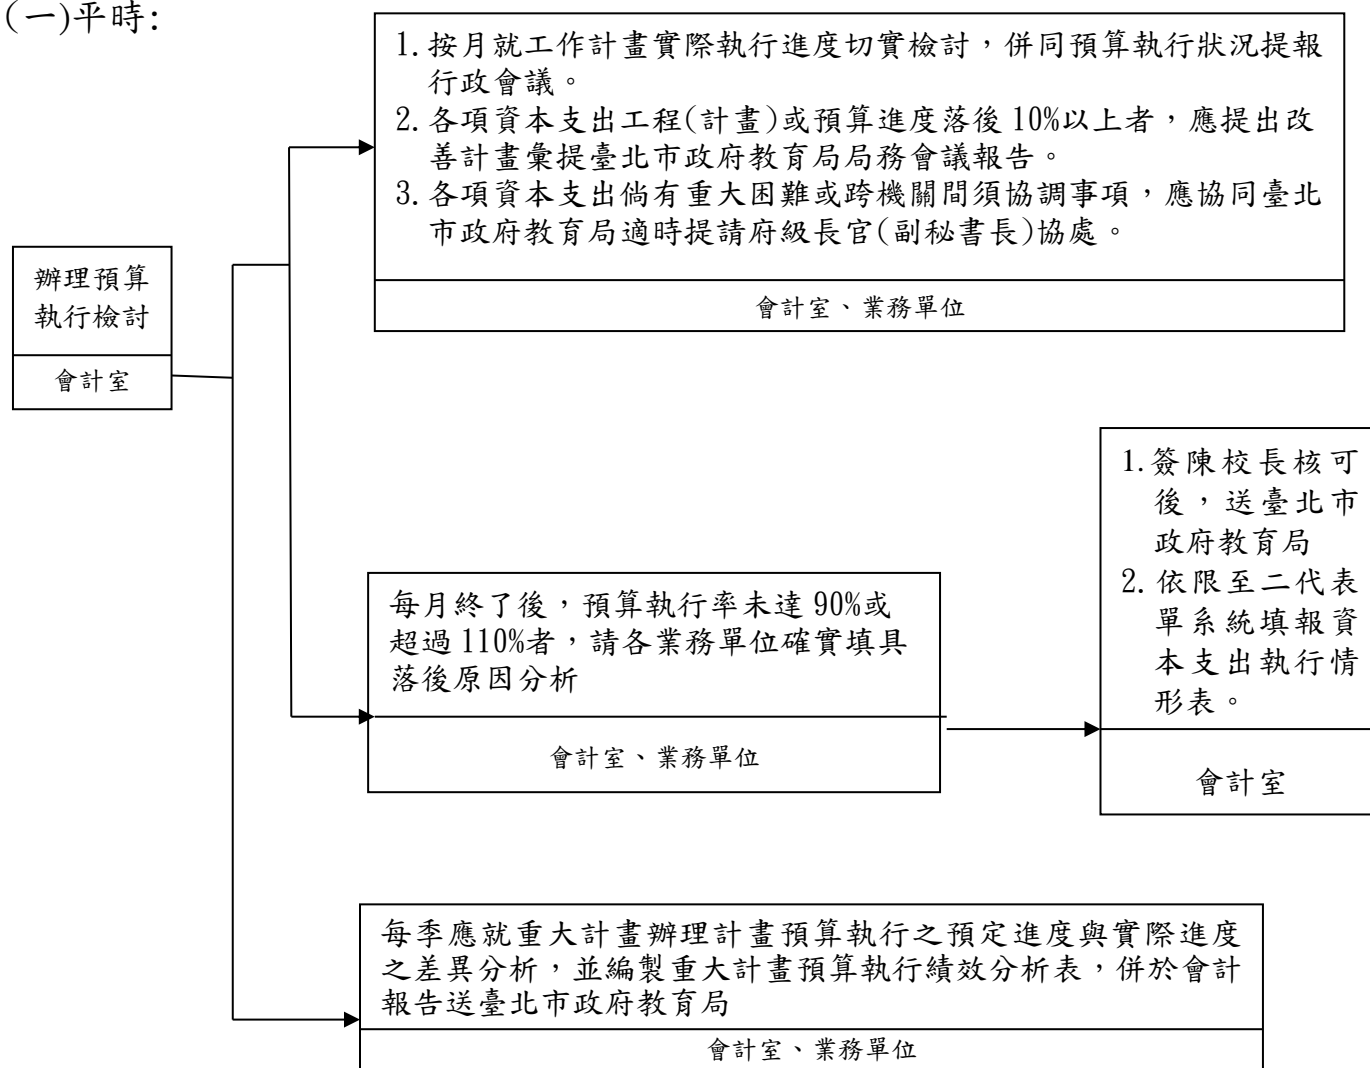 (一)平時:
1.按月就工作計畫實際執行進度切實檢討，併同預算執行狀況提報
行政會議。
2.各項資本支出工程(計畫)或預算進度落後10%以上者，應提出改
善計畫彙提臺北市政府教育局局務會議報告。
3.各項資本支出倘有重大困難或跨機關間須協調事項，應協同臺北
市政府教育局適時提請府級長官(副秘書長)協處。
會計室、業務單位
辦理預算
執行檢討
會計室
1.簽陳校長核可
後，送臺北市
政府教育局
2.依限至二代表
單系統填報資
本支出執行情
形表。
會計室
每月終了後，預算執行率未達90%或
超過110%者，請各業務單位確實填具
落後原因分析
會計室、業務單位
每季應就重大計畫辦理計畫預算執行之預定進度與實際進度
之差異分析，並編製重大計畫預算執行績效分析表，併於會計
報告送臺北市政府教育局
會計室、業務單位